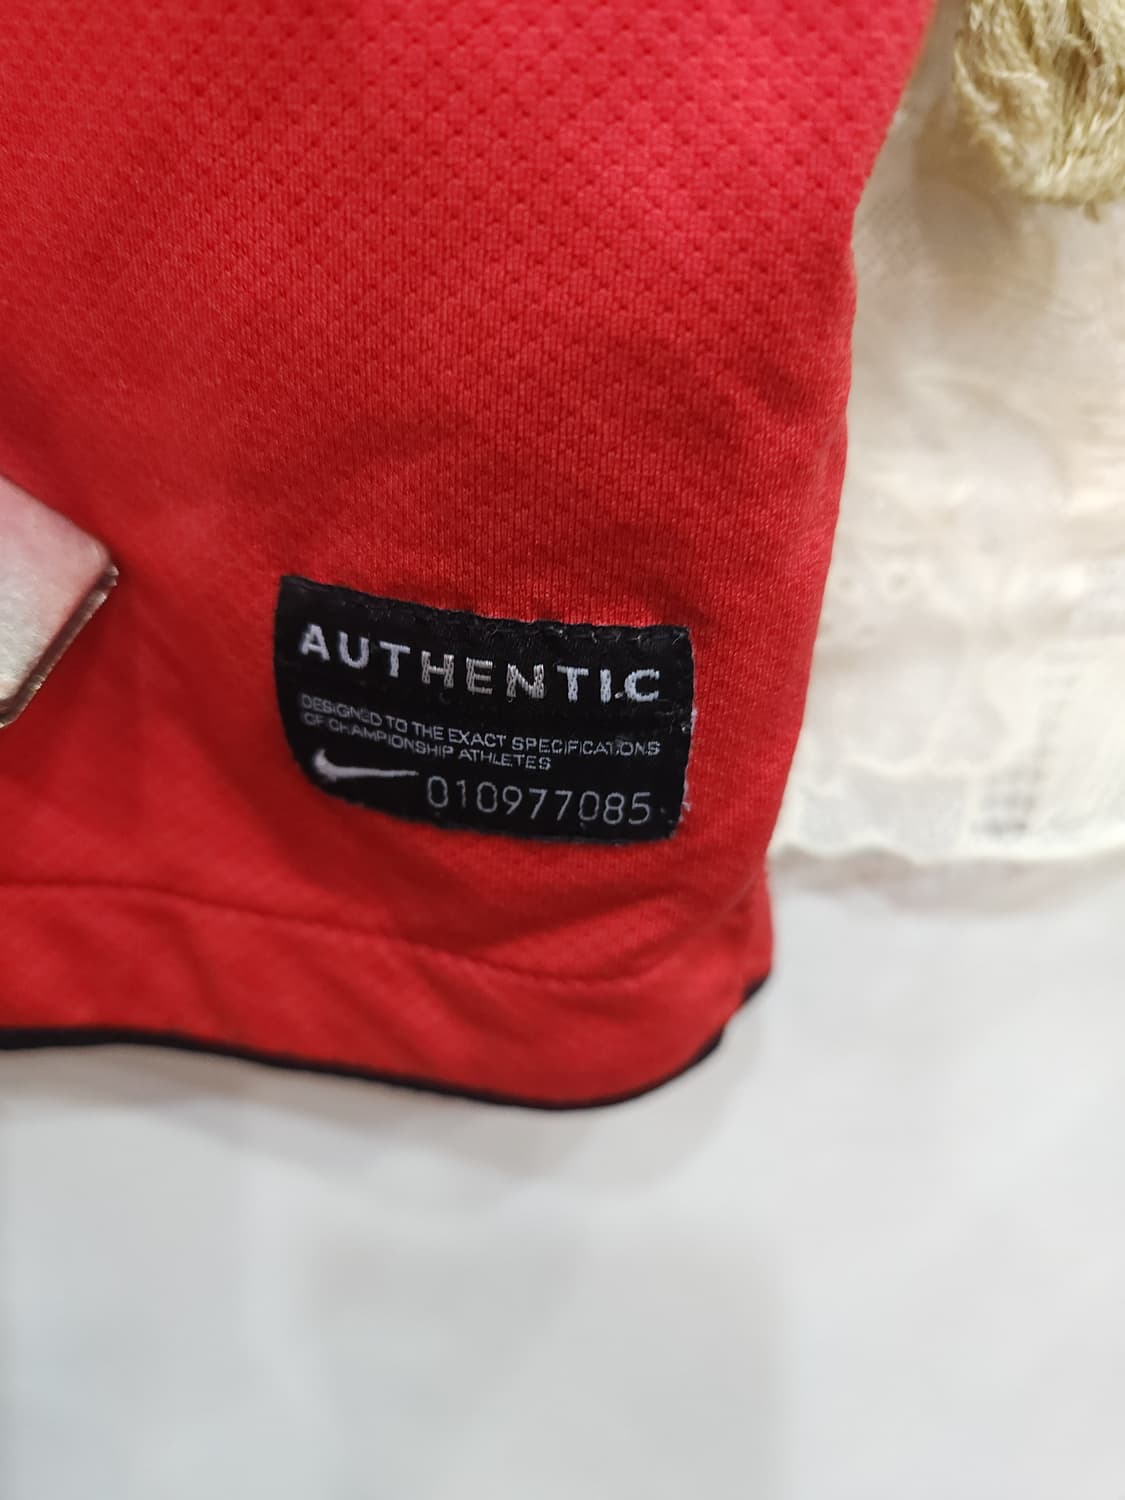 AUTHENTIC
DESIGNED TO THE EXACT SPECIFICATIONS
OF CHAMPIONSHIP ATHLETES
010977085